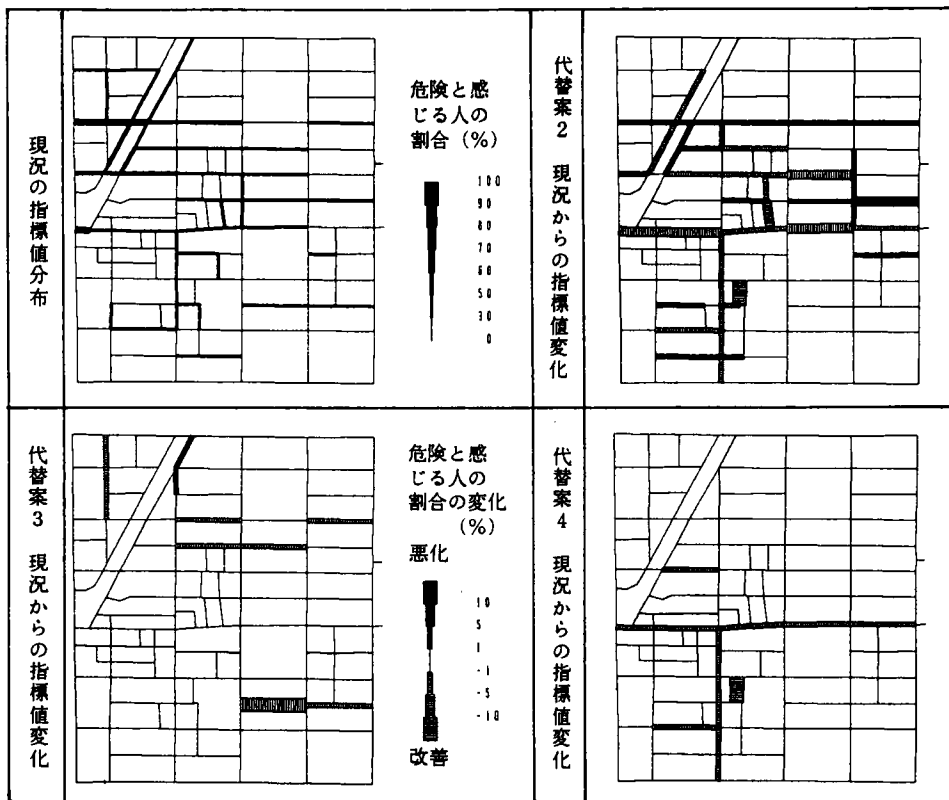 現況の指標値分布
危険と感
じる人の
割合（%）
100
90
80
70
60
50
30
0
代替案2　現況からの指標値変化
代替案3　現況からの指標値変化
危険と感
じる人の
割合の変化
（%）
悪化
10
5
1
-1
-5
-10
改善
代替案4　現況からの指標値変化